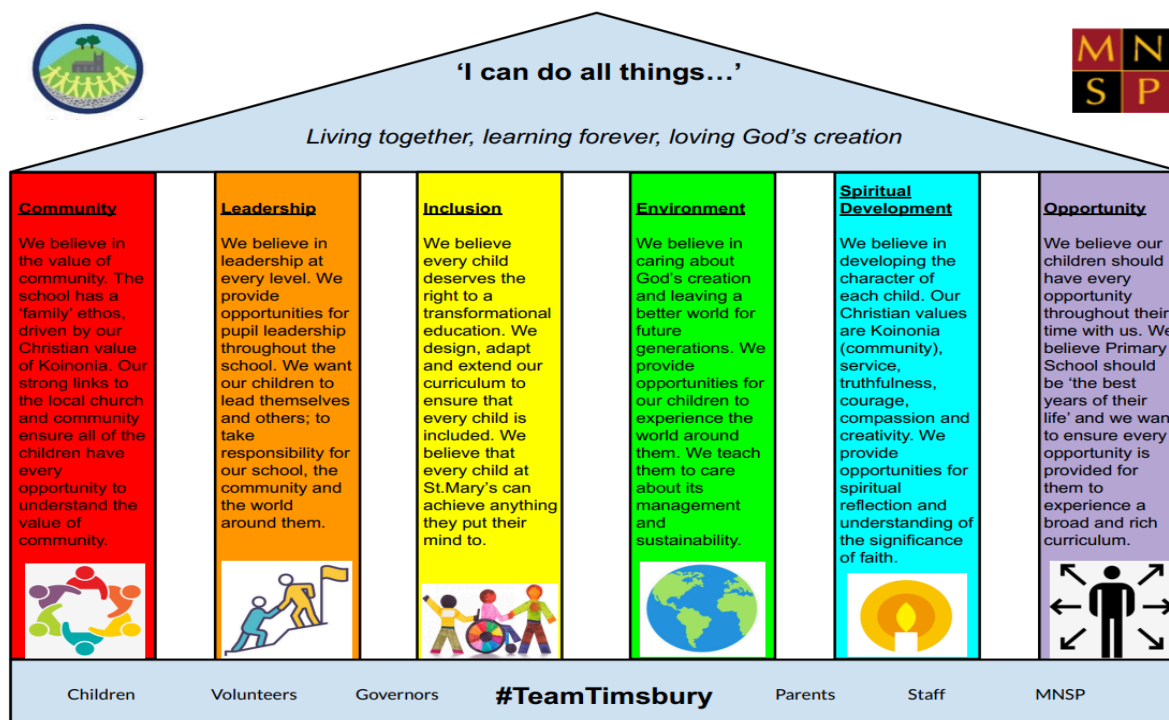 M N
S P
‘I can do all things…’
Living together, learning forever, loving God’s creation
Community
We believe in
the value of
community. The
school has a
‘family’ ethos,
driven by our
Christian value
of Koinonia. Our
strong links to
the local church
and community
ensure all of the
children have
every
opportunity to
understand the
value of
community.
Leadership
We believe in
leadership at
every level. We
provide
opportunities for
pupil leadership
throughout the
school. We want
our children to
lead themselves
and others; to
take
responsibility for
our school, the
community and
the world
around them.
Inclusion
We believe
every child
deserves the
right to a
transformational
education. We
design, adapt
and extend our
curriculum to
ensure that
every child is
included. We
believe that
every child at
St.Mary’s can
achieve anything
they put their
mind to.
Environment
We believe in
caring about
God’s creation
and leaving a
better world for
future
generations. We
provide
opportunities for
our children to
experience the
world around
them. We teach
them to care
about its
management
and
sustainability.
Spiritual
Development
We believe in
developing the
character of
each child. Our
Christian values
are Koinonia
(community),
service,
truthfulness,
courage,
compassion and
creativity. We
provide
opportunities for
spiritual
reflection and
understanding of
the significance
of faith.
Opportunity
We believe our
children should
have every
opportunity
throughout their
time with us. We
believe Primary
School should
be ‘the best
years of their
life’ and we want
to ensure every
opportunity is
provided for
them to
experience a
broad and rich
curriculum.
Children Volunteers Governors #TeamTimsbury Parents Staff MNSP